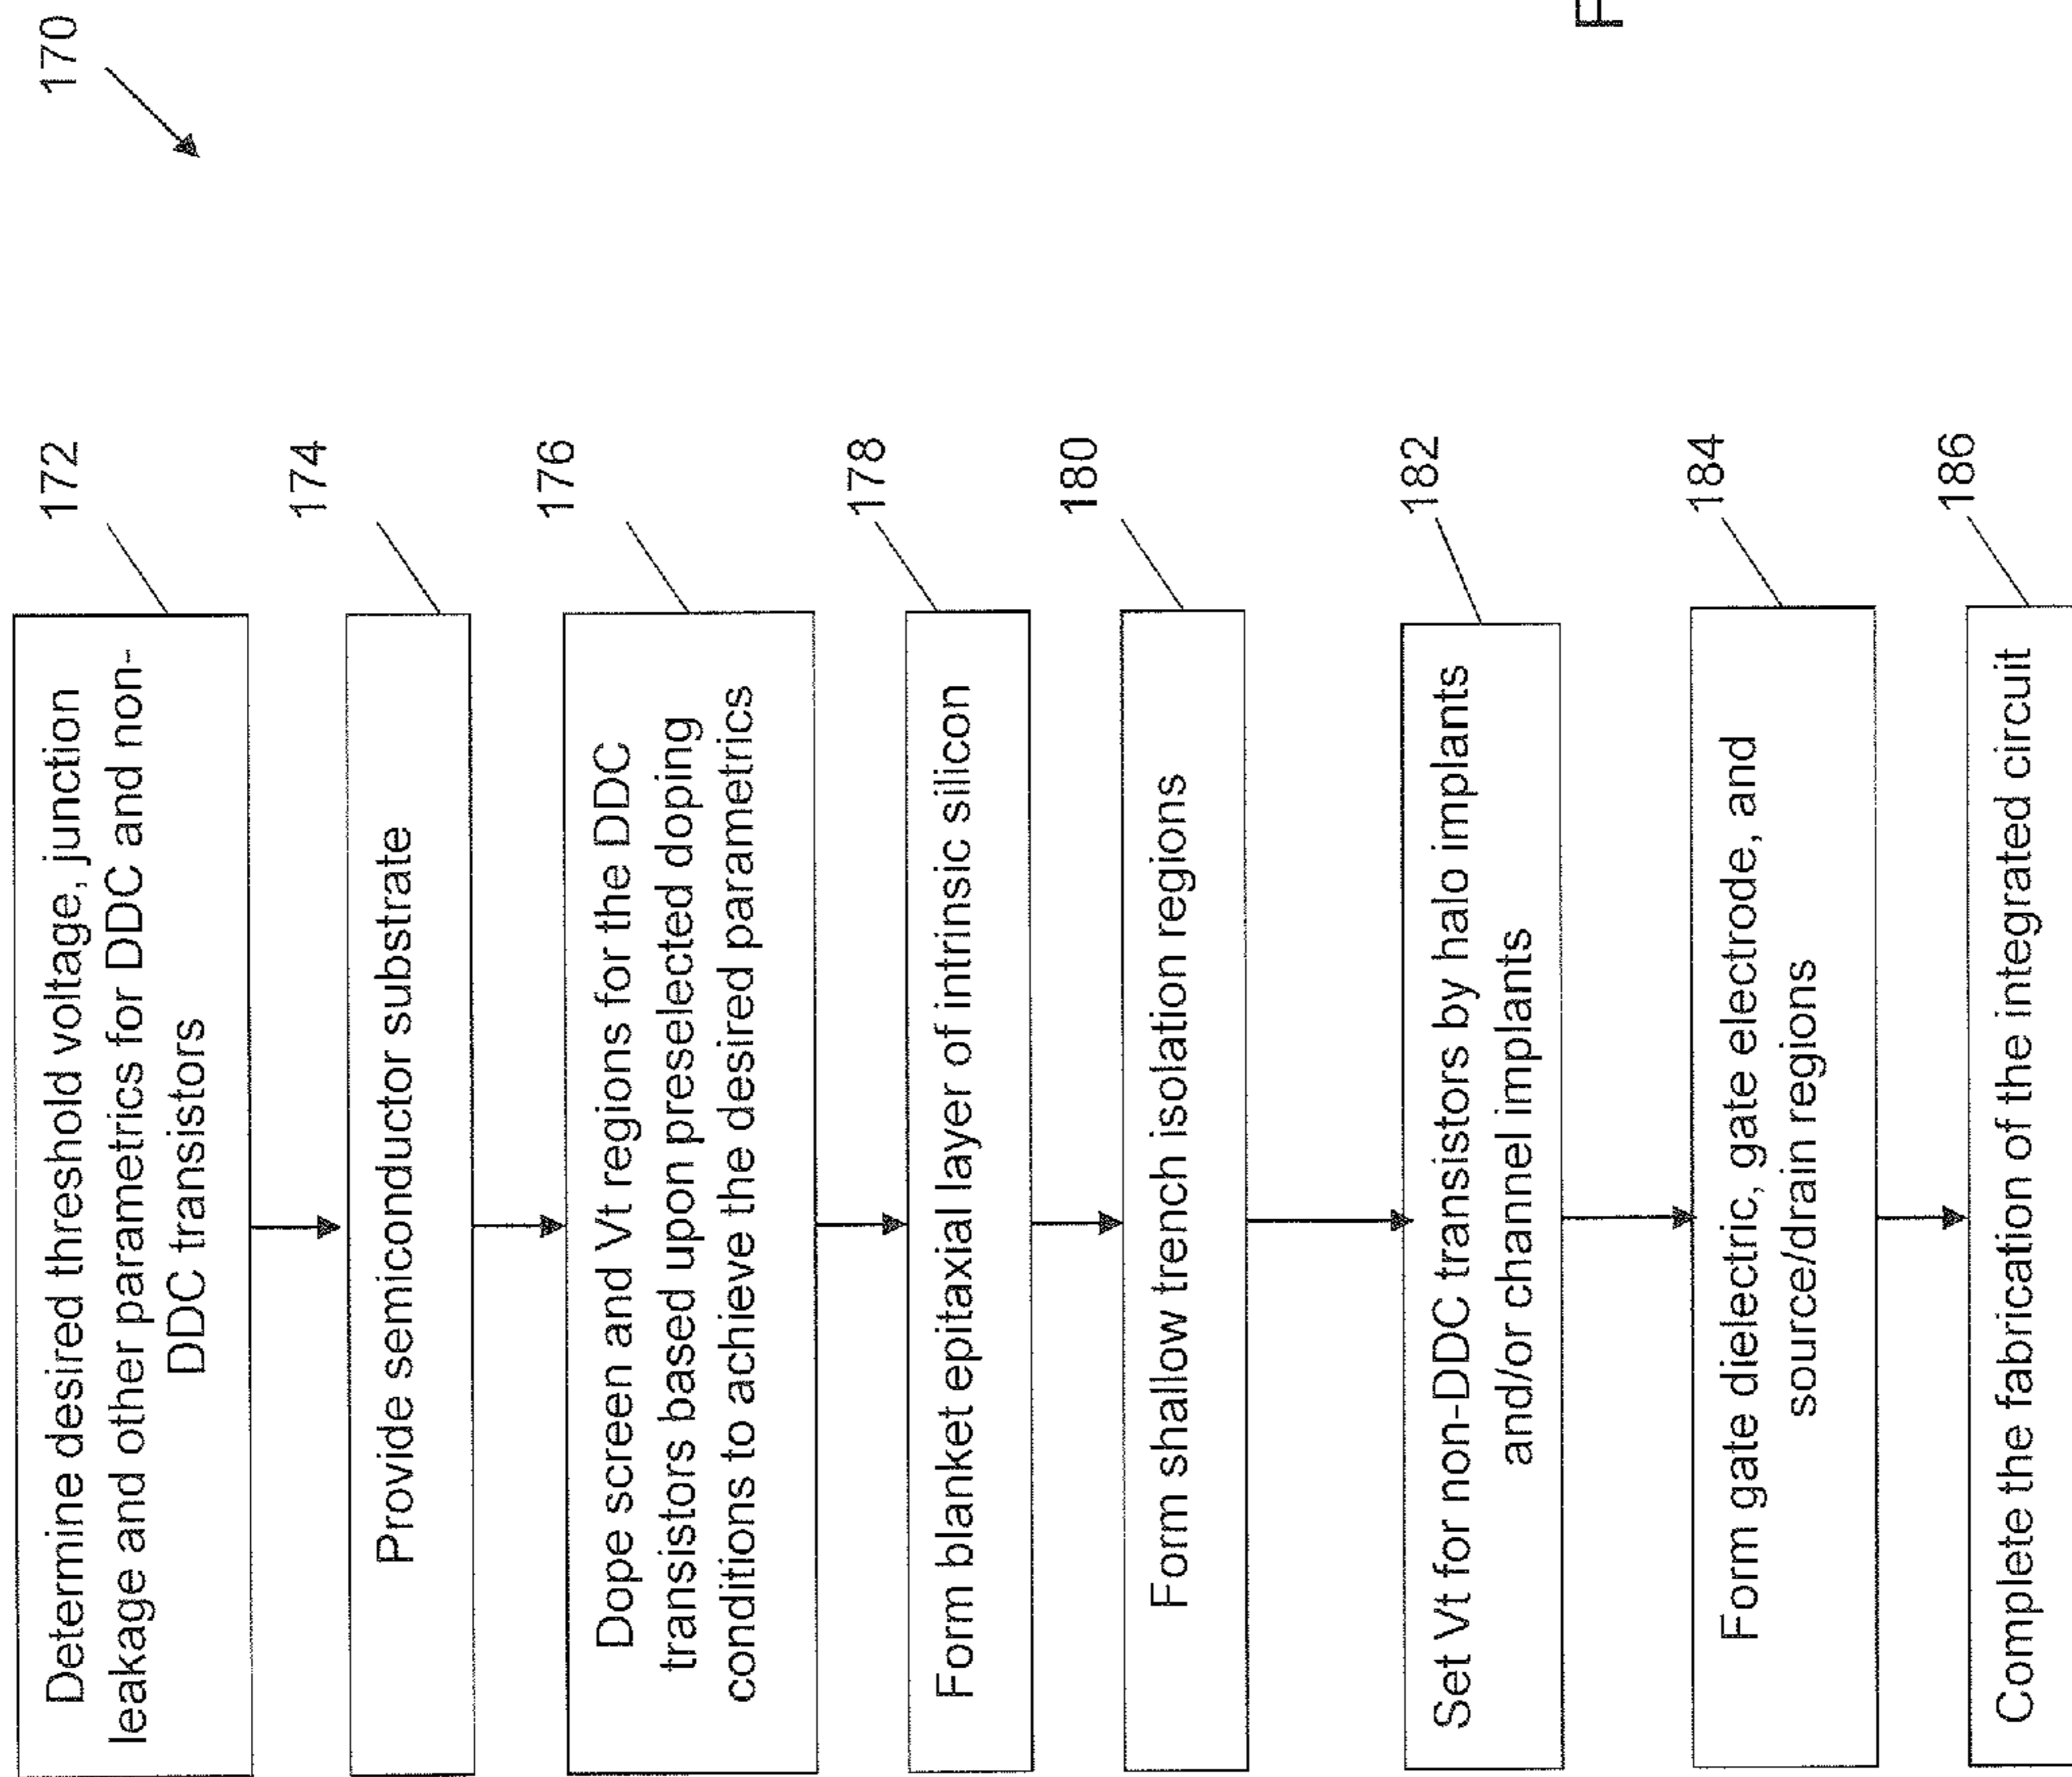 170
172
Determine desired threshold voltage, junction
leakage and other parametrics for DDC and non-
DDC transistors
174
Provide semiconductor substrate
176
Dope screen and Vt regions for the DDC
transistors based upon preselected doping
conditions to achieve the desired parametrics
178
Form blanket epitaxial layer of intrinsic silicon
180
Form shallow trench isolation regions
182
Set Vt for non-DDC transistors by halo implants
and/or channel implants
184
Form gate dielectric, gate electrode, and
source/drain regions
186
Complete the fabrication of the integrated circuit